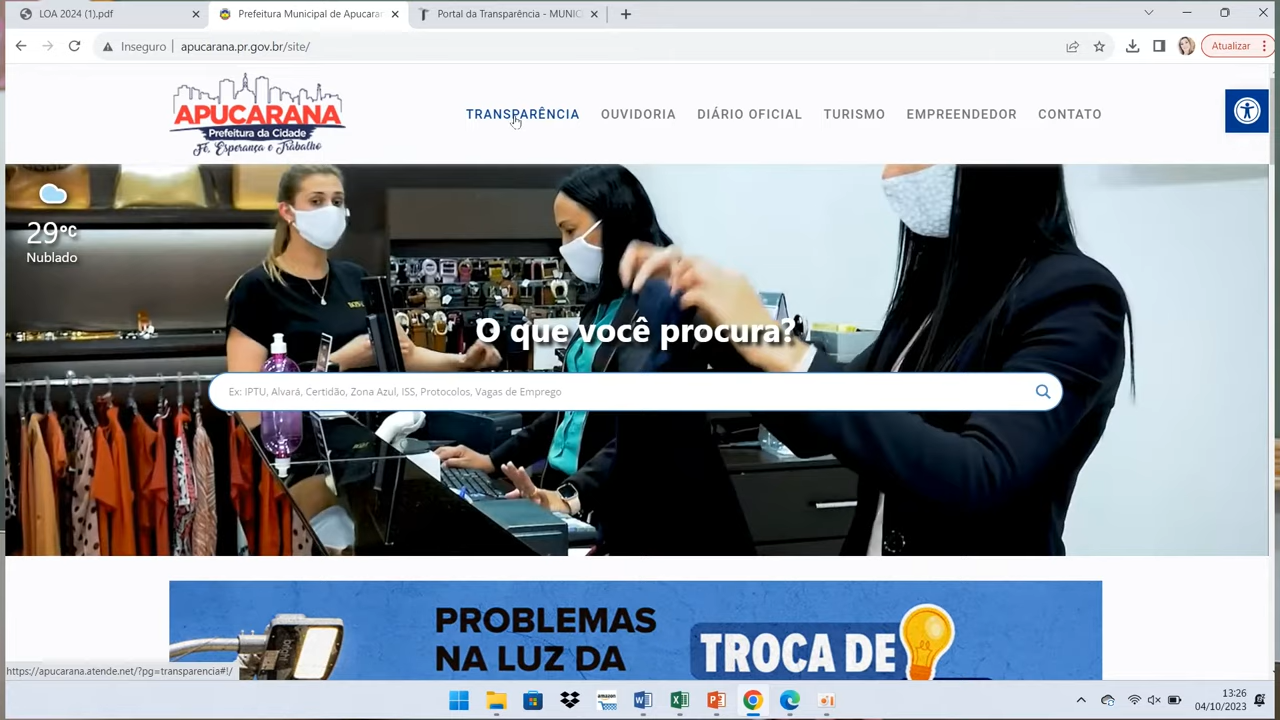 LOA 2024 (1).pdf
Prefeitura Municipal de Apucaran
Portal da Transparência - MUNIC
Inseguro
apucarana.pr.gov.br/site/
Atualizar
APUCARANA
Prefeitura da Cidade
Fé, Esperança e Trabalho
TRANSPARÊNCIA
OUVIDORIA
DIÁRIO OFICIAL
TURISMO
EMPREENDEDOR
CONTATO
29°C
Nublado
O que você procura?
Ex: IPTU, Alvará, Certidão, Zona Azul, ISS, Protocolos, Vagas de Emprego
PROBLEMAS
NA LUZ DA
TROCA DE
https://apucarana.atende.net/?pg=transparencia#!/
amazon
13:26
04/10/2023